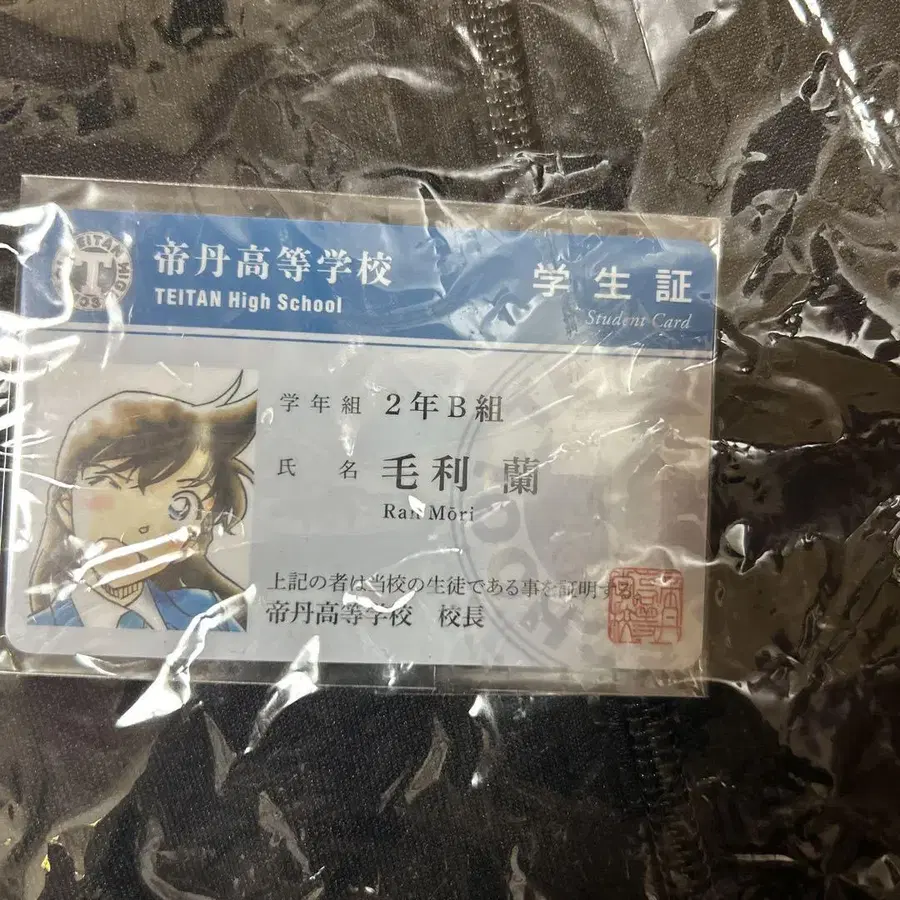 帝丹高等学校
TEITAN High School
学生証
Student Card
学年組 2年B組
氏名 毛利 蘭
Ran Mōri
上記の者は当校の生徒である事を証明する。
帝丹高等学校 校長
TEITAN HIGH